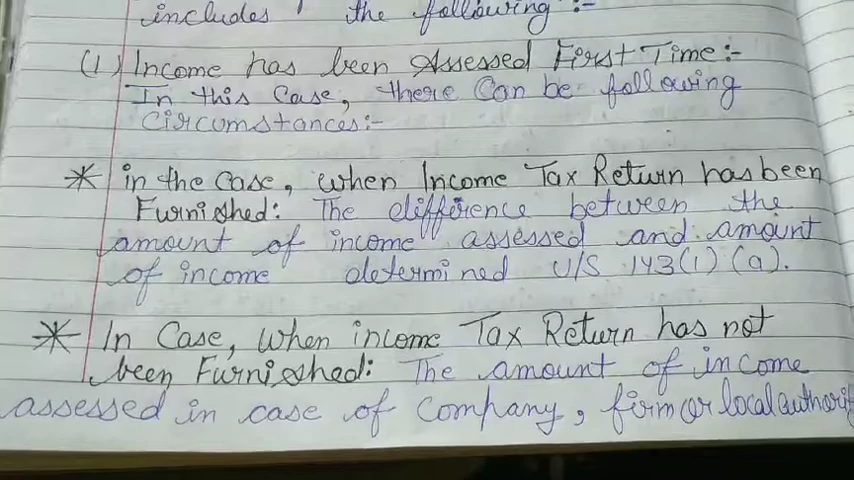 includes the following :-
(1) Income has been Assessed First Time :-
In this Case, there Can be following
Circumstances:-
* in the Case, when Income Tax Return has been
Furnished: The difference between the
amount of income assessed and amount
of income determined U/S 143(1) (a).
* In Case, when income Tax Return has not
been Furnished: The amount of income
assessed in case of Company, firm or local authorit